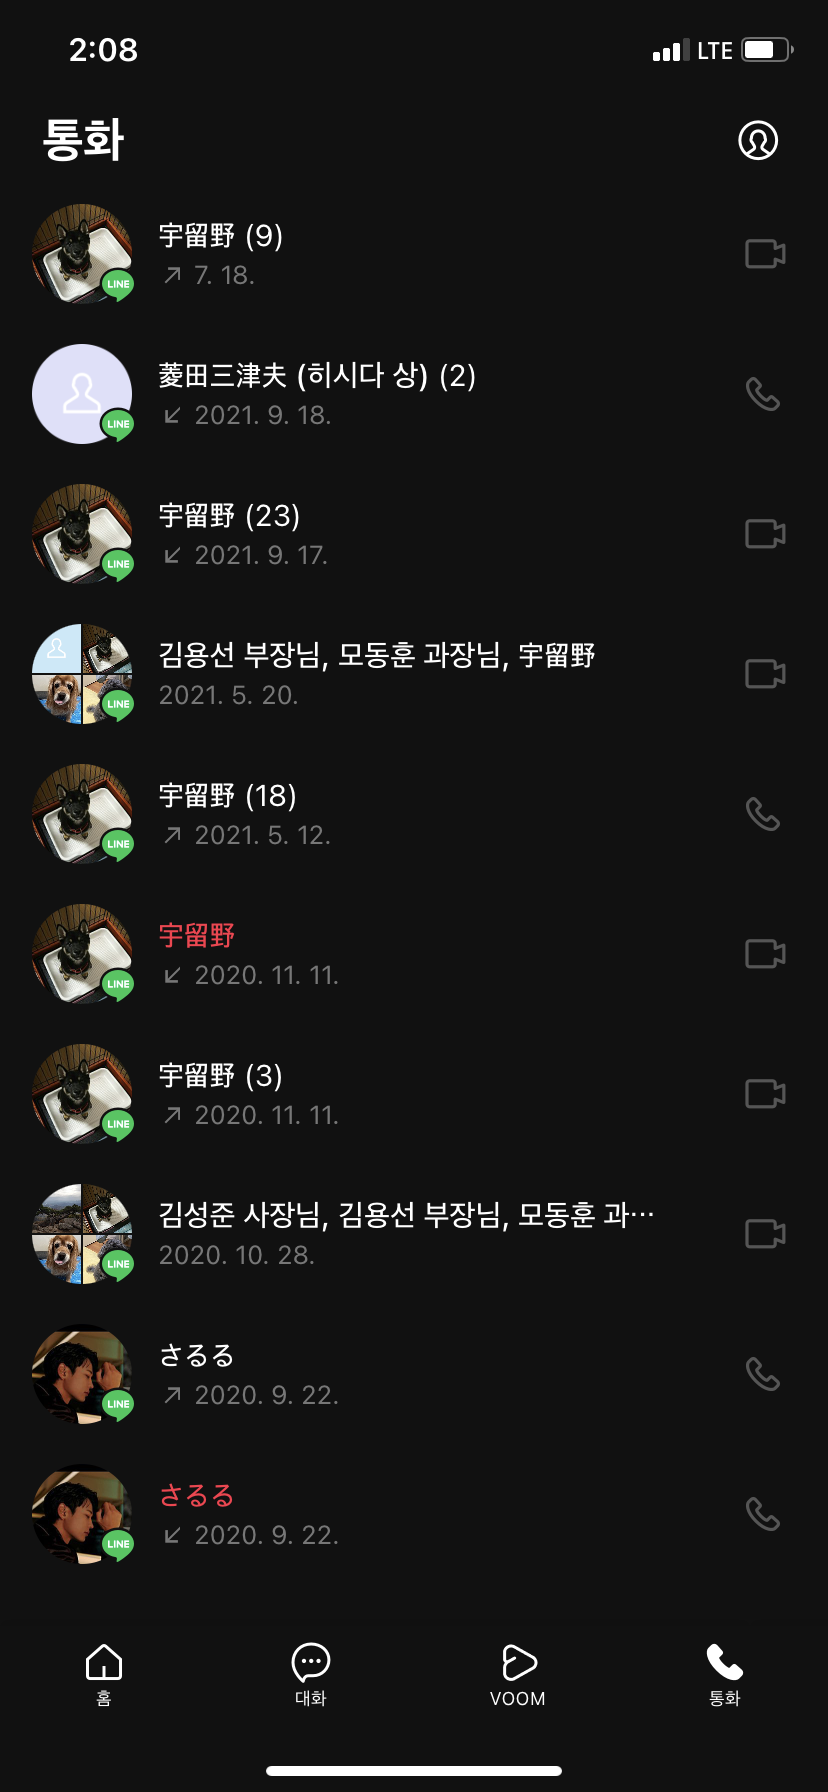 2:08
LTE
통화
宇留野 (9)
7. 18.
LINE
菱田三津夫 (히시다 상) (2)
2021. 9. 18.
LINE
宇留野 (23)
2021. 9. 17.
LINE
김용선 부장님, 모동훈 과장님, 宇留野
2021. 5. 20.
LINE
宇留野 (18)
2021. 5. 12.
LINE
宇留野
2020. 11. 11.
LINE
宇留野 (3)
2020. 11. 11.
LINE
김성준 사장님, 김용선 부장님, 모동훈 과…
2020. 10. 28.
LINE
さるる
2020. 9. 22.
LINE
さるる
2020. 9. 22.
LINE
홈
대화
VOOM
통화